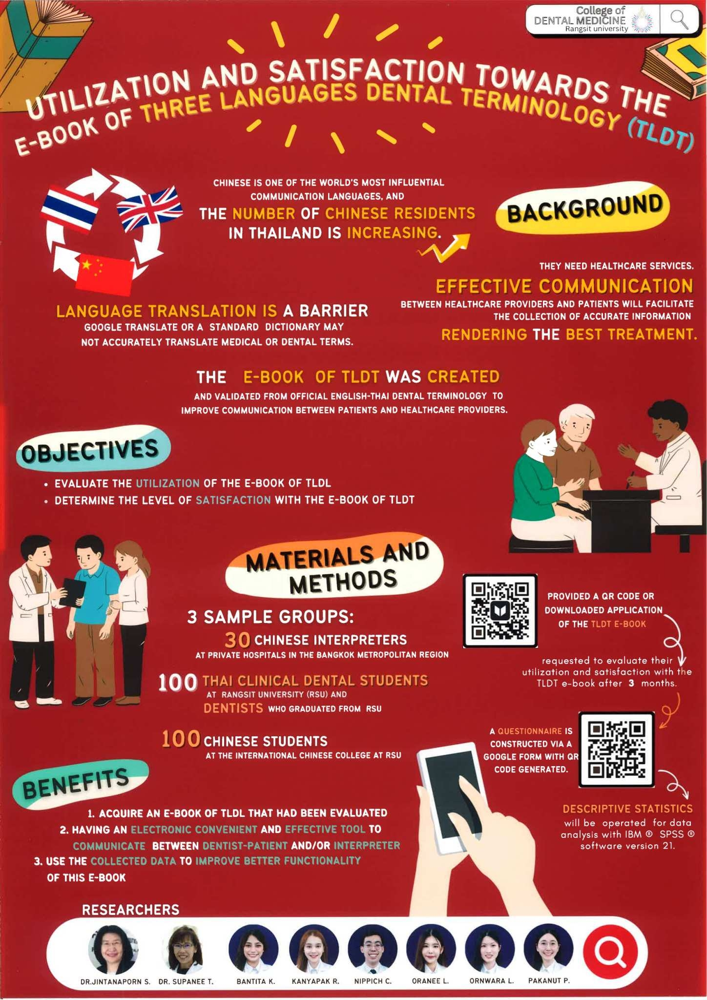 College of
DENTAL MEDICINE
Rangsit university
UTILIZATION AND SATISFACTION TOWARDS THE
E-BOOK OF THREE LANGUAGES DENTAL TERMINOLOGY (TLDT)
CHINESE IS ONE OF THE WORLD'S MOST INFLUENTIAL
COMMUNICATION LANGUAGES, AND
THE NUMBER OF CHINESE RESIDENTS
IN THAILAND IS INCREASING.
BACKGROUND
THEY NEED HEALTHCARE SERVICES.
EFFECTIVE COMMUNICATION
BETWEEN HEALTHCARE PROVIDERS AND PATIENTS WILL FACILITATE
THE COLLECTION OF ACCURATE INFORMATION
RENDERING THE BEST TREATMENT.
LANGUAGE TRANSLATION IS A BARRIER
GOOGLE TRANSLATE OR A STANDARD DICTIONARY MAY
NOT ACCURATELY TRANSLATE MEDICAL OR DENTAL TERMS.
THE E-BOOK OF TLDT WAS CREATED
AND VALIDATED FROM OFFICIAL ENGLISH-THAI DENTAL TERMINOLOGY TO
IMPROVE COMMUNICATION BETWEEN PATIENTS AND HEALTHCARE PROVIDERS.
OBJECTIVES
• EVALUATE THE UTILIZATION OF THE E-BOOK OF TLDL
• DETERMINE THE LEVEL OF SATISFACTION WITH THE E-BOOK OF TLDT
MATERIALS AND
METHODS
3 SAMPLE GROUPS:
30 CHINESE INTERPRETERS
AT PRIVATE HOSPITALS IN THE BANGKOK METROPOLITAN REGION
100 THAI CLINICAL DENTAL STUDENTS
AT RANGSIT UNIVERSITY (RSU) AND
DENTISTS WHO GRADUATED FROM RSU
100 CHINESE STUDENTS
AT THE INTERNATIONAL CHINESE COLLEGE AT RSU
PROVIDED A QR CODE OR
DOWNLOADED APPLICATION
OF THE TLDT E-BOOK
requested to evaluate their
utilization and satisfaction with the
TLDT e-book after 3 months.
A QUESTIONNAIRE IS
CONSTRUCTED VIA A
GOOGLE FORM WITH QR
CODE GENERATED.
DESCRIPTIVE STATISTICS
will be operated for data
analysis with IBM ® SPSS ®
software version 21.
BENEFITS
1. ACQUIRE AN E-BOOK OF TLDL THAT HAD BEEN EVALUATED
2. HAVING AN ELECTRONIC CONVENIENT AND EFFECTIVE TOOL TO
COMMUNICATE BETWEEN DENTIST-PATIENT AND/OR INTERPRETER
3. USE THE COLLECTED DATA TO IMPROVE BETTER FUNCTIONALITY
OF THIS E-BOOK
RESEARCHERS
DR.JINTANAPORN S. DR. SUPANEE T. BANTITA K. KANYAPAK R. NIPPICH C. ORANEE L. ORNWARA L. PAKANUT P.